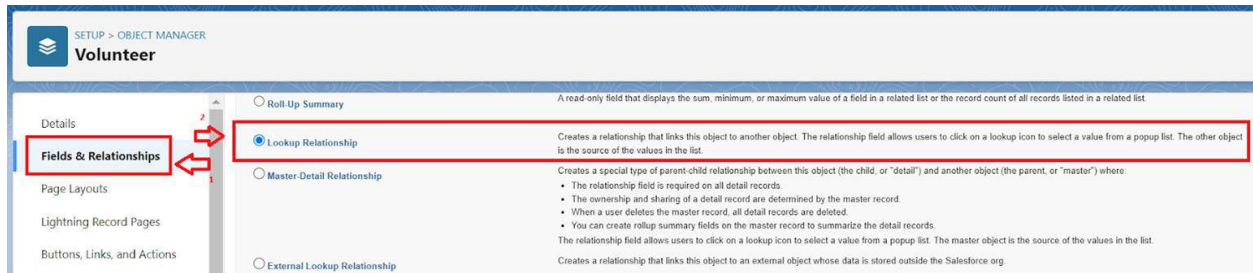 SETUP > OBJECT MANAGER
Volunteer
Details
Fields & Relationships
Page Layouts
Lightning Record Pages
Buttons, Links, and Actions
2
1
Roll-Up Summary
A read-only field that displays the sum, minimum, or maximum value of a field in a related list or the record count of all records listed in a related list.
Lookup Relationship
Creates a relationship that links this object to another object. The relationship field allows users to click on a lookup icon to select a value from a popup list. The other object
is the source of the values in the list.
Master-Detail Relationship
Creates a special type of parent-child relationship between this object (the child, or "detail") and another object (the parent, or "master") where:
• The relationship field is required on all detail records.
• The ownership and sharing of a detail record are determined by the master record.
• When a user deletes the master record, all detail records are deleted.
• You can create rollup summary fields on the master record to summarize the detail records.
The relationship field allows users to click on a lookup icon to select a value from a popup list. The master object is the source of the values in the list.
External Lookup Relationship
Creates a relationship that links this object to an external object whose data is stored outside the Salesforce org.